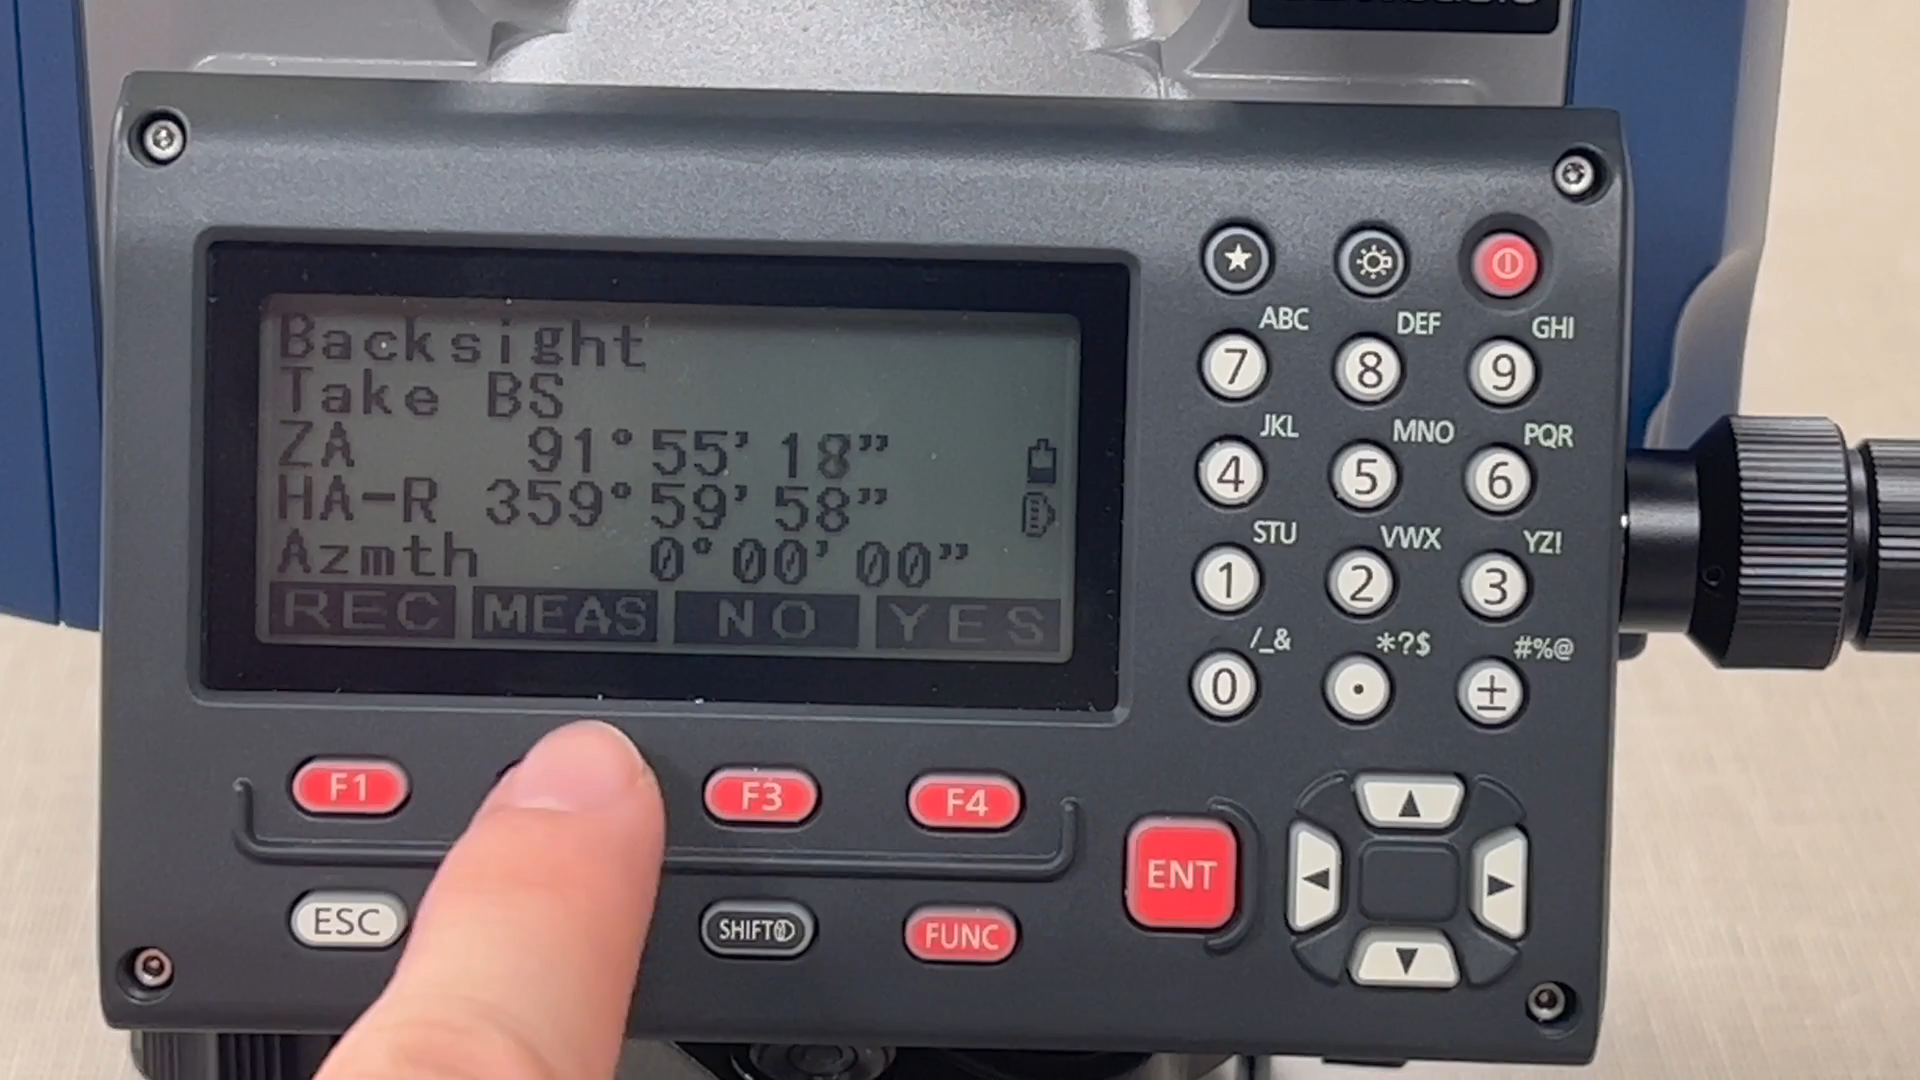 Backsight
Take BS
ZA 91°55'18"
HA-R 359°59'58"
Azmth 0°00'00"
REC MEAS NO YES
ABC DEF GHI
7 8 9
JKL MNO PQR
4 5 6
STU VWX YZ!
1 2 3
/_& *?$ #%@
0 . ±
F1 F3 F4
ENT
ESC SHIFT FUNC